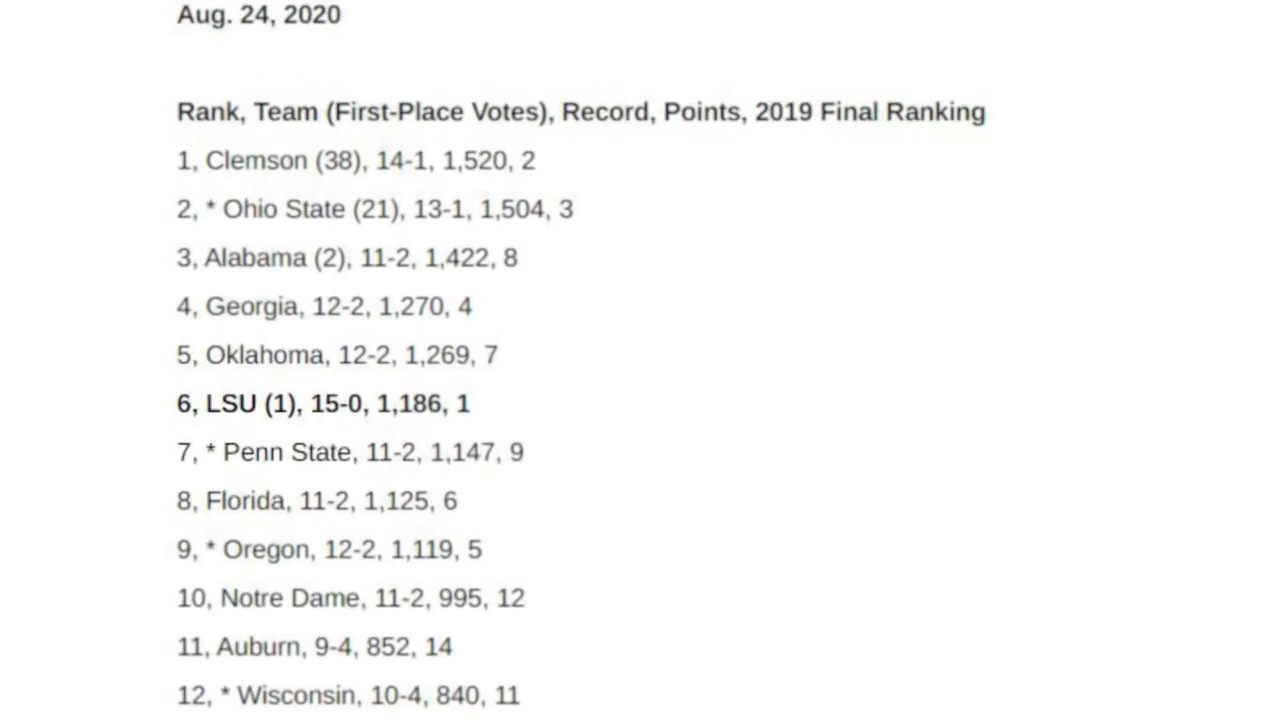 Aug. 24, 2020
Rank, Team (First-Place Votes), Record, Points, 2019 Final Ranking
1, Clemson (38), 14-1, 1,520, 2
2, * Ohio State (21), 13-1, 1,504, 3
3, Alabama (2), 11-2, 1,422, 8
4, Georgia, 12-2, 1,270, 4
5, Oklahoma, 12-2, 1,269, 7
6, LSU (1), 15-0, 1,186, 1
7, * Penn State, 11-2, 1,147, 9
8, Florida, 11-2, 1,125, 6
9, * Oregon, 12-2, 1,119, 5
10, Notre Dame, 11-2, 995, 12
11, Auburn, 9-4, 852, 14
12, * Wisconsin, 10-4, 840, 11